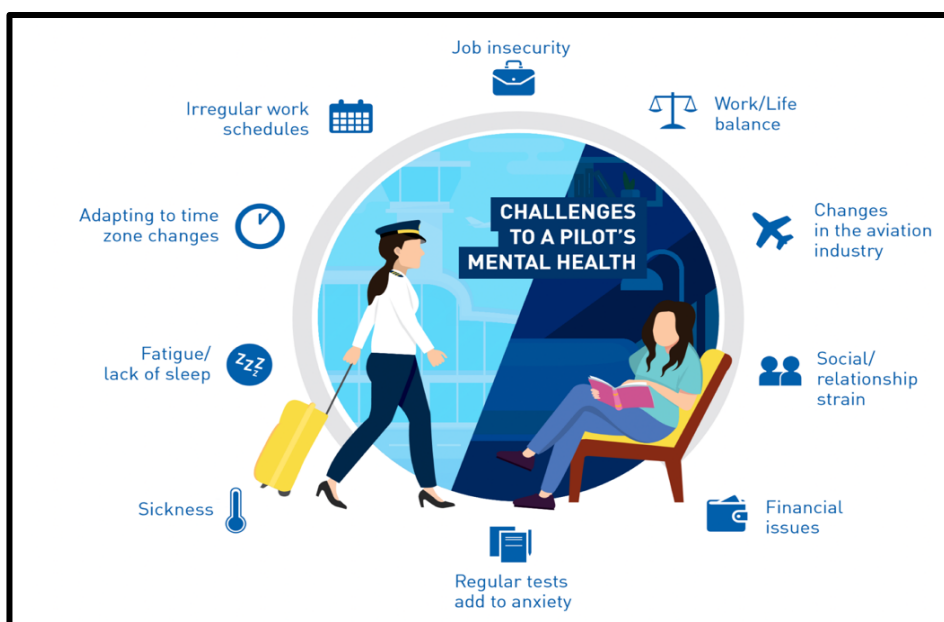 Job insecurity
Irregular work
schedules
Work/Life
balance
Adapting to time
zone changes
CHALLENGES
TO A PILOT'S
MENTAL HEALTH
Changes
in the aviation
industry
Fatigue/
lack of sleep
ZZZ
z
Social/
relationship
strain
Sickness
Financial
issues
Regular tests
add to anxiety